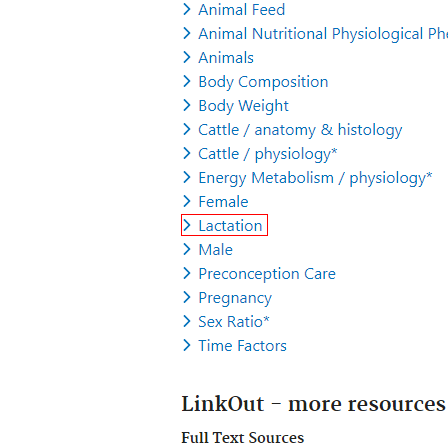 Animal Feed
Animal Nutritional Physiological
Animals
Body Composition
Body Weight
Cattle / anatomy & histology
Cattle / physiology*
Energy Metabolism / physiology*
Female
Lactation
Male
Preconception Care
Pregnancy
Sex Ratio*
Time Factors
LinkOut - more resources
Full Text Sources